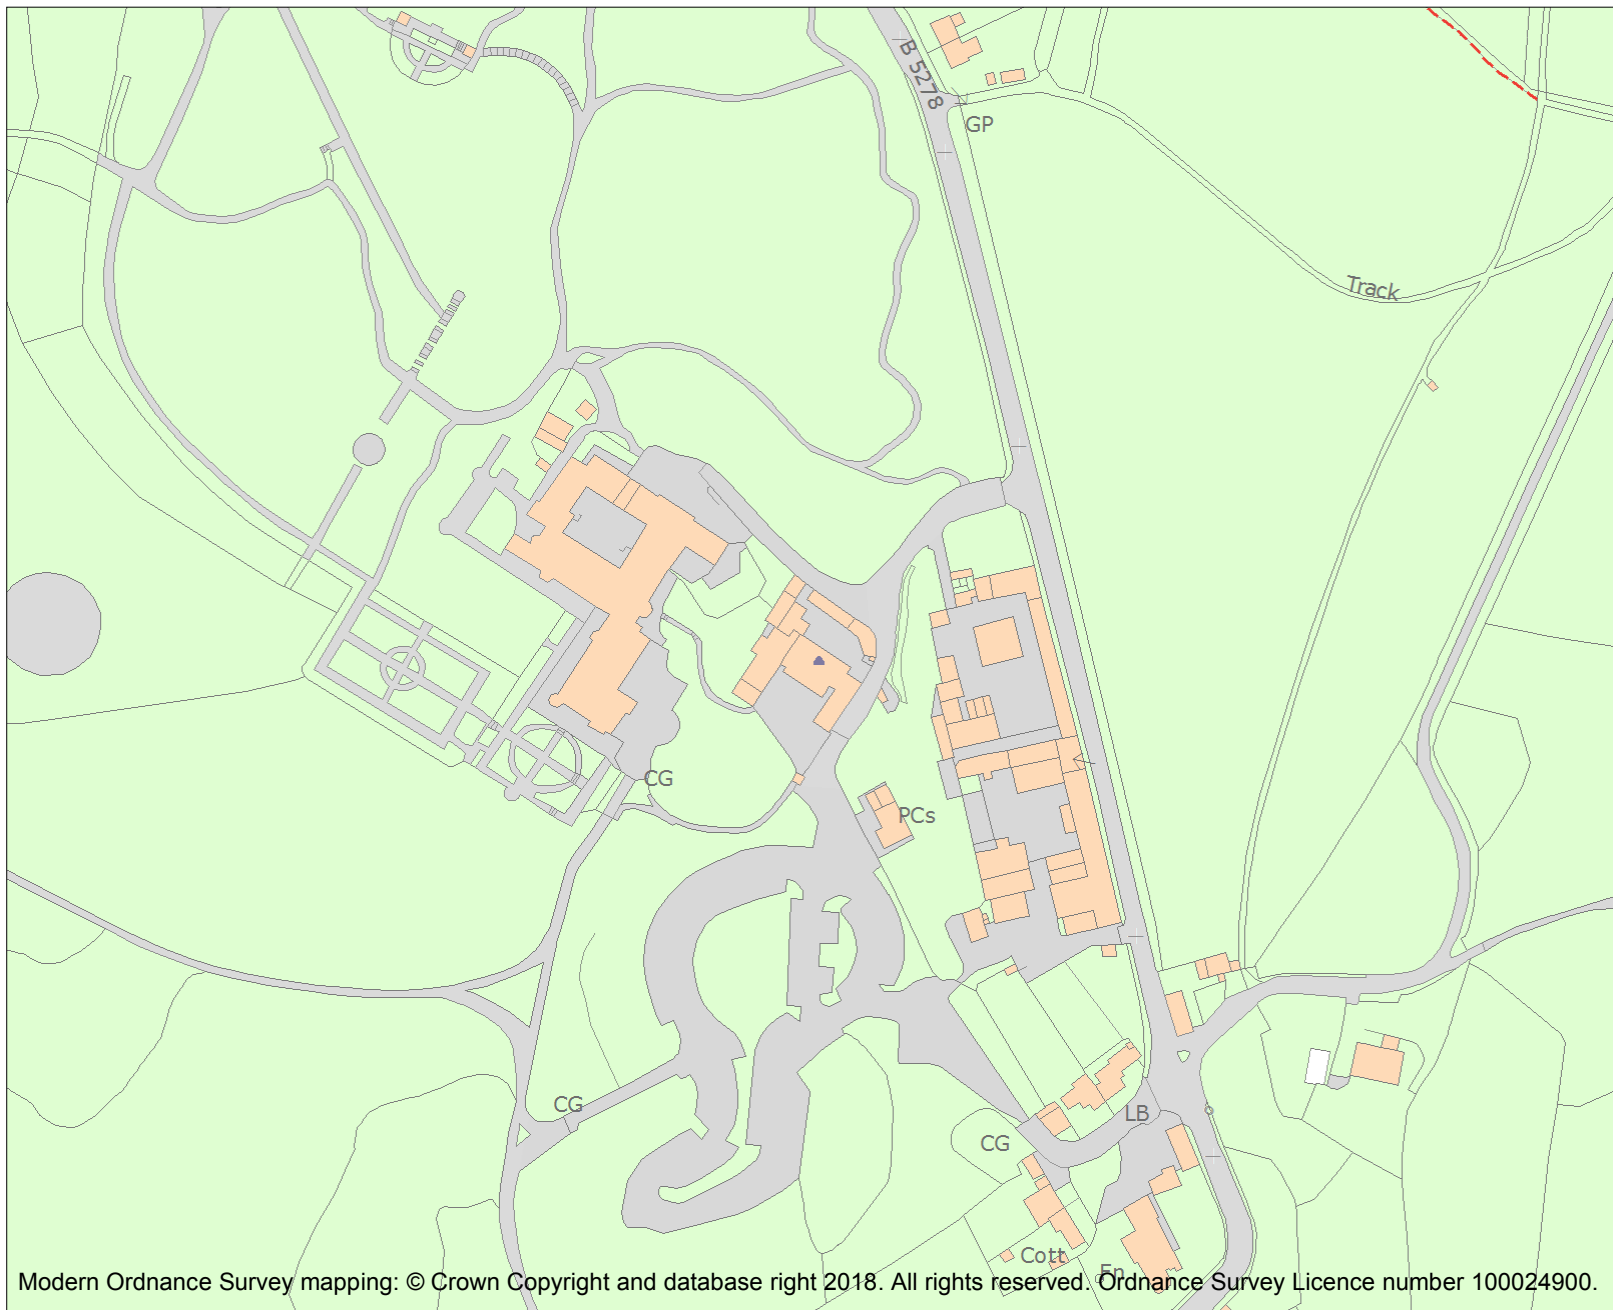 B 5278
GP
Track
CG
PCs
CG
LB
CG
Cott
Fn
Modern Ordnance Survey mapping: © Crown Copyright and database right 2018. All rights reserved. Ordnance Survey Licence number 100024900.